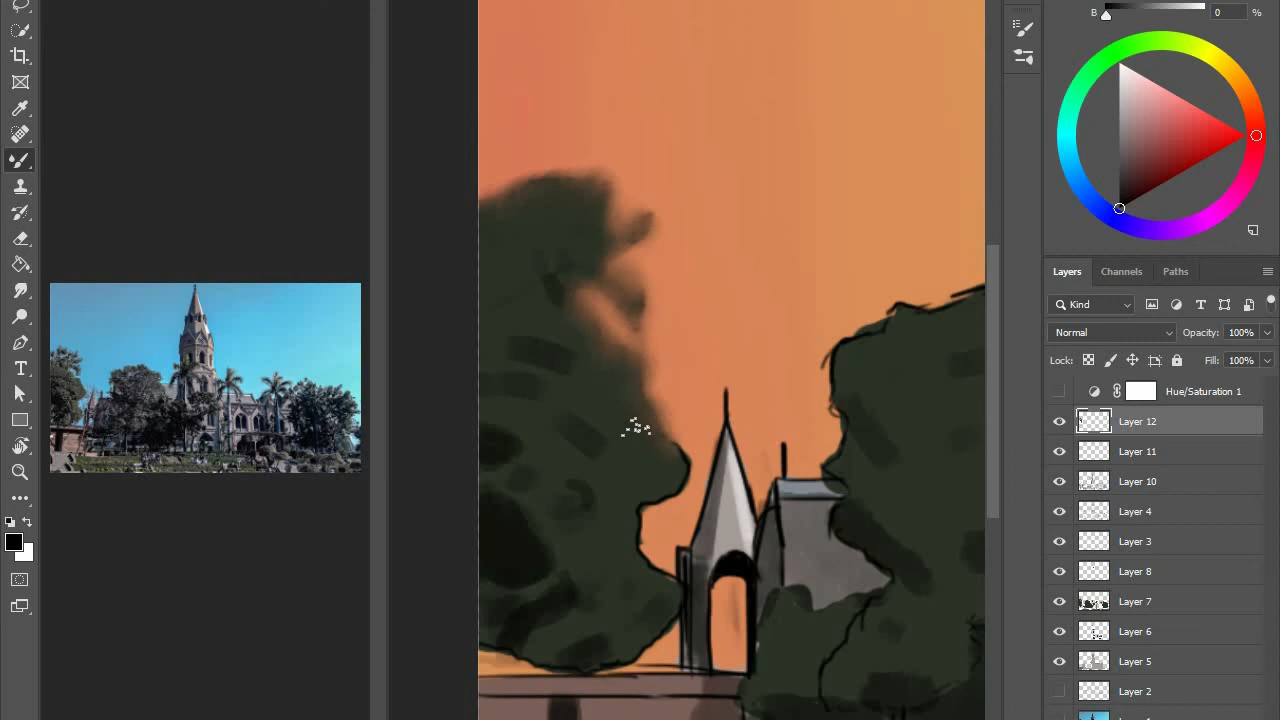 B 0 %
Layers Channels Paths
Kind
Normal Opacity: 100%
Lock: Fill: 100%
Hue/Saturation 1
Layer 12
Layer 11
Layer 10
Layer 4
Layer 3
Layer 8
Layer 7
Layer 6
Layer 5
Layer 2